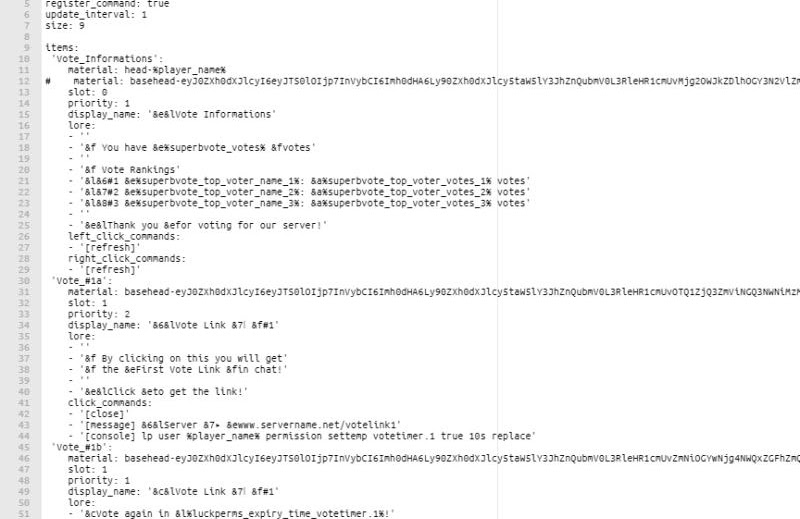 5 register_command: true
6 update_interval: 1
7 size: 9
8
9 items:
10 'Vote_Informations':
11 material: head-%player_name%
12 # material:
13 slot: 0
14 priority: 1
15 display_name: '&e&lVote Informations'
16 lore:
17 - ''
18 - '&f You have &e%superbvote_votes% &fvotes'
19 - ''
20 - '&f Vote Rankings'
21 - '&l&6#1 &e%superbvote_top_voter_name_1%: &a%superbvote_top_voter_votes_1% votes'
22 - '&l&7#2 &e%superbvote_top_voter_name_2%: &a%superbvote_top_voter_votes_2% votes'
23 - '&l&8#3 &e%superbvote_top_voter_name_3%: &a%superbvote_top_voter_votes_3% votes'
24 - ''
25 - '&e&lThank you &efor voting for our server!'
26 left_click_commands:
27 - '[refresh]'
28 right_click_commands:
29 - '[refresh]'
30 'Vote_#1a':
31 material:
32 slot: 1
33 priority: 2
34 display_name: '&6&lVote Link &7| &f#1'
35 lore:
36 - ''
37 - '&f By clicking on this you will get'
38 - '&f the &eFirst Vote Link &fin chat!'
39 - ''
40 - '&e&lClick &eto get the link!'
41 click_commands:
42 - '[close]'
43 - '[message] &6&lServer &7▸ &ewww.servername.net/votelink1'
44 - '[console] lp user %player_name% permission settemp votetimer.1 true 10s replace'
45 'Vote_#1b':
46 material:
47 slot: 1
48 priority: 1
49 display_name: '&c&lVote Link &7| &f#1'
50 lore:
51 - '&cVote again in &l%luckperms_expiry_time_votetimer.1%!'